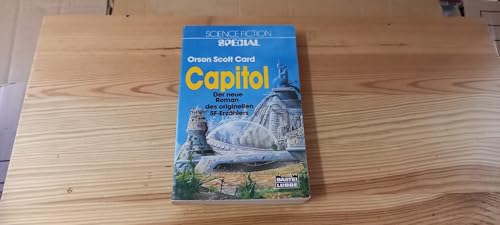 SCIENCE FICTION
SPECIAL
Orson Scott Card
Capitol
Der neue
Roman
des originellen
SF-Erzählers
BASTEI
LÜBBE